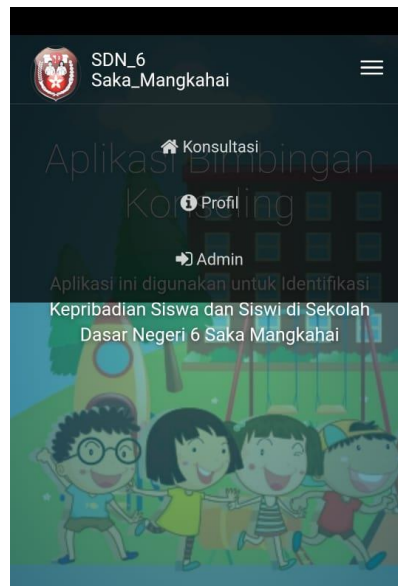 SDN_6
Saka_Mangkahai
Konsultasi
Aplikasi Bimbingan
Konseling
Profil
Admin
Aplikasi ini digunakan untuk Identifikasi
Kepribadian Siswa dan Siswi di Sekolah
Dasar Negeri 6 Saka Mangkahai